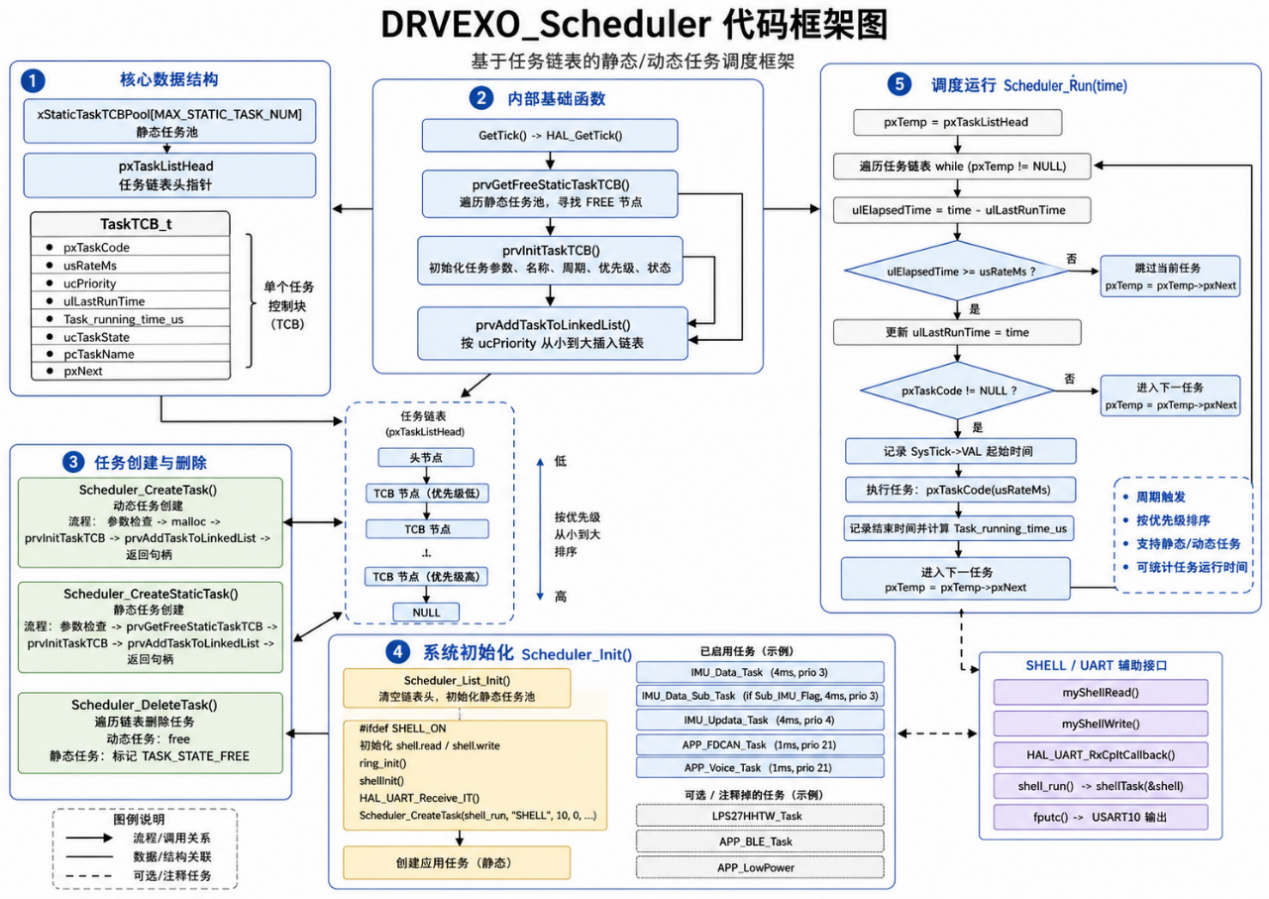 DRVEXO_Scheduler 代码框架图
基于任务链表的静态/动态任务调度框架
1 核心数据结构
xStaticTaskTCBPool[MAX_STATIC_TASK_NUM]
静态任务池
pxTaskListHead
任务链表头指针
TaskTCB_t
● pxTaskCode
● usRateMs
● ucPriority
● ulLastRunTime
● Task_running_time_us
● ucTaskState
● pcTaskName
● pxNext
单个任务
控制块
（TCB）
2 内部基础函数
GetTick() -> HAL_GetTick()
prvGetFreeStaticTaskTCB()
遍历静态任务池，寻找 FREE 节点
prvInitTaskTCB()
初始化任务参数、名称、周期、优先级、状态
prvAddTaskToLinkedList()
按 ucPriority 从小到大插入链表
任务链表
(pxTaskListHead)
头节点
TCB 节点（优先级低）
TCB 节点
TCB 节点（优先级高）
NULL
低
按优先级
从小到大
排序
高
3 任务创建与删除
Scheduler_CreateTask()
动态任务创建
流程： 参数检查 -> malloc ->
prvInitTaskTCB -> prvAddTaskToLinkedList ->
返回句柄
Scheduler_CreateStaticTask()
静态任务创建
流程：参数检查 -> prvGetFreeStaticTaskTCB ->
prvInitTaskTCB -> prvAddTaskToLinkedList ->
返回句柄
Scheduler_DeleteTask()
遍历链表删除任务
动态任务：free
静态任务：标记 TASK_STATE_FREE
图例说明
流程/调用关系
数据/结构关联
可选/注释任务
4 系统初始化 Scheduler_Init()
Scheduler_List_Init()
清空链表头，初始化静态任务池
#ifdef SHELL_ON
初始化 shell.read / shell.write
ring_init()
shellInit()
HAL_UART_Receive_IT()
Scheduler_CreateTask(shell_run, "SHELL", 10, 0, ...)
创建应用任务（静态）
已启用任务（示例）
IMU_Data_Task (4ms, prio 3)
IMU_Data_Sub_Task (if Sub_IMU_Flag, 4ms, prio 3)
IMU_Updata_Task (4ms, prio 4)
APP_FDCAN_Task (1ms, prio 21)
APP_Voice_Task (1ms, prio 21)
可选 / 注释掉的任务（示例）
LPS27HHTW_Task
APP_BLE_Task
APP_LowPower
5 调度运行 Scheduler_Run(time)
pxTemp = pxTaskListHead
遍历任务链表 while (pxTemp != NULL)
ulElapsedTime = time - ulLastRunTime
ulElapsedTime >= usRateMs ?
否
跳过当前任务
pxTemp = pxTemp->pxNext
是
更新 ulLastRunTime = time
pxTaskCode != NULL ?
否
进入下一任务
pxTemp = pxTemp->pxNext
是
记录 SysTick->VAL 起始时间
执行任务：pxTaskCode(usRateMs)
记录结束时间并计算 Task_running_time_us
进入下一任务
pxTemp = pxTemp->pxNext
● 周期触发
● 按优先级排序
● 支持静态/动态任务
● 可统计任务运行时间
SHELL / UART 辅助接口
myShellRead()
myShellWrite()
HAL_UART_RxCpltCallback()
shell_run() -> shellTask(&shell)
fputc() -> USART10 输出